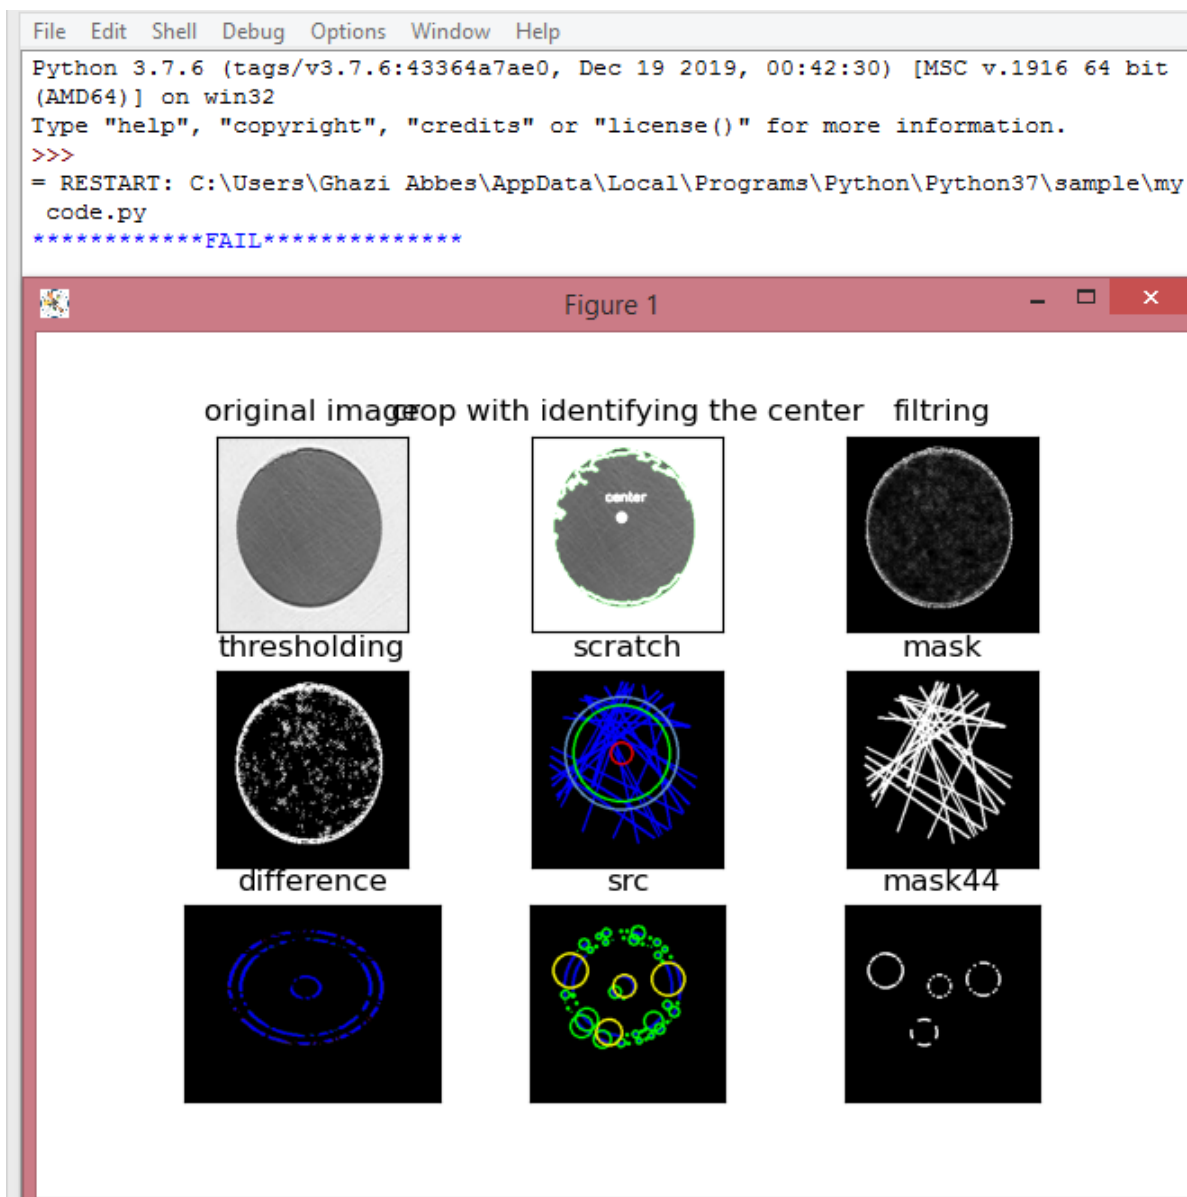 File Edit Shell Debug Options Window Help
Python 3.7.6 (tags/v3.7.6:43364a7ae0, Dec 19 2019, 00:42:30) [MSC v.1916 64 bit
(AMD64)] on win32
Type "help", "copyright", "credits" or "license()" for more information.
>>>
= RESTART: C:\Users\Ghazi Abbes\AppData\Local\Programs\Python\Python37\sample\my
code.py
************FAIL**************
Figure 1
original image crop with identifying the center filtring
center
thresholding scratch mask
difference src mask44